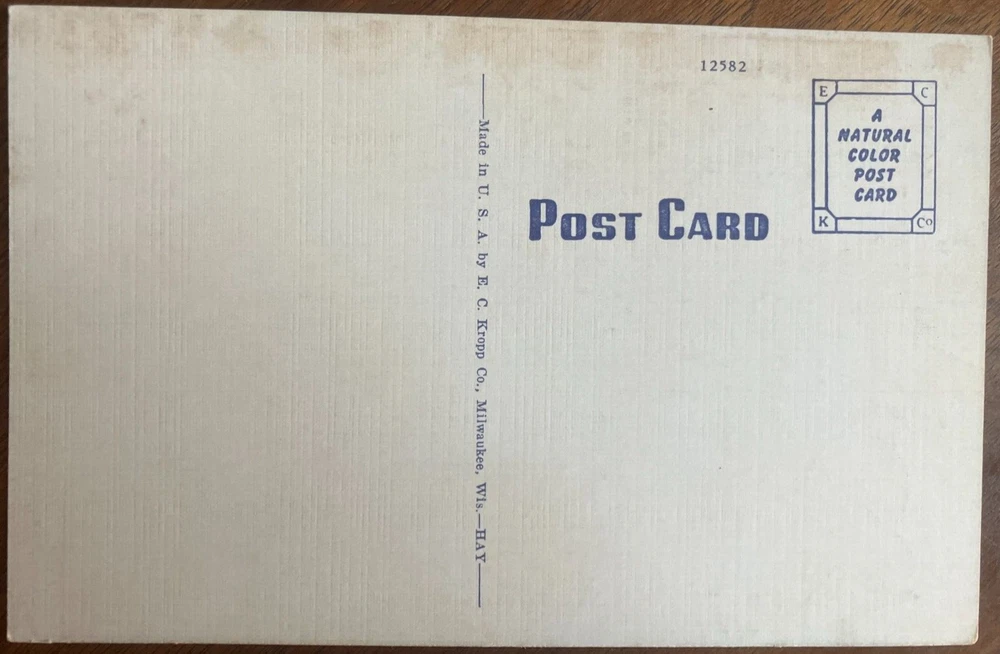 12582
E C
A
NATURAL
COLOR
POST
CARD
K Co
POST CARD
—Made in U. S. A. by E. C. Kropp Co., Milwaukee, Wis.—HAY—